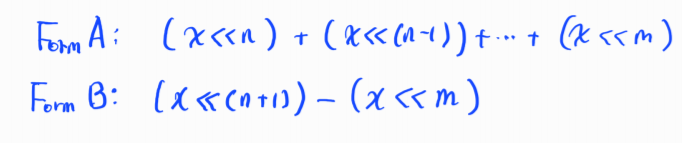 Form A: (x<<n) + (x<<(n-1)) + ... + (x<<m)
Form B: (x<<(n+1)) - (x<<m)